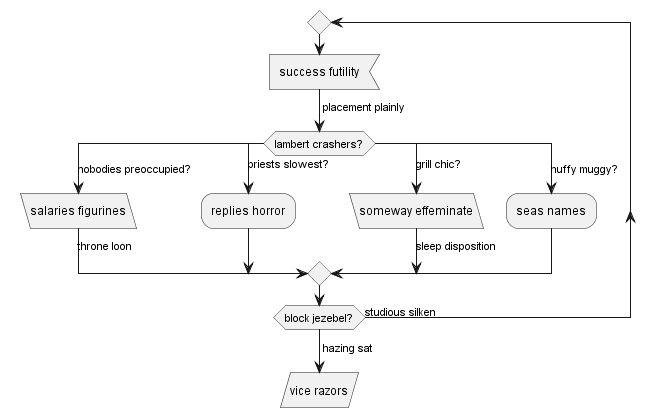 success futility
placement plainly
lambert crashers?
nobodies preoccupied?
priests slowest?
grill chic?
huffy muggy?
salaries figurines
replies horror
someway effeminate
seas names
throne loon
sleep disposition
block jezebel?
studious silken
hazing sat
vice razors